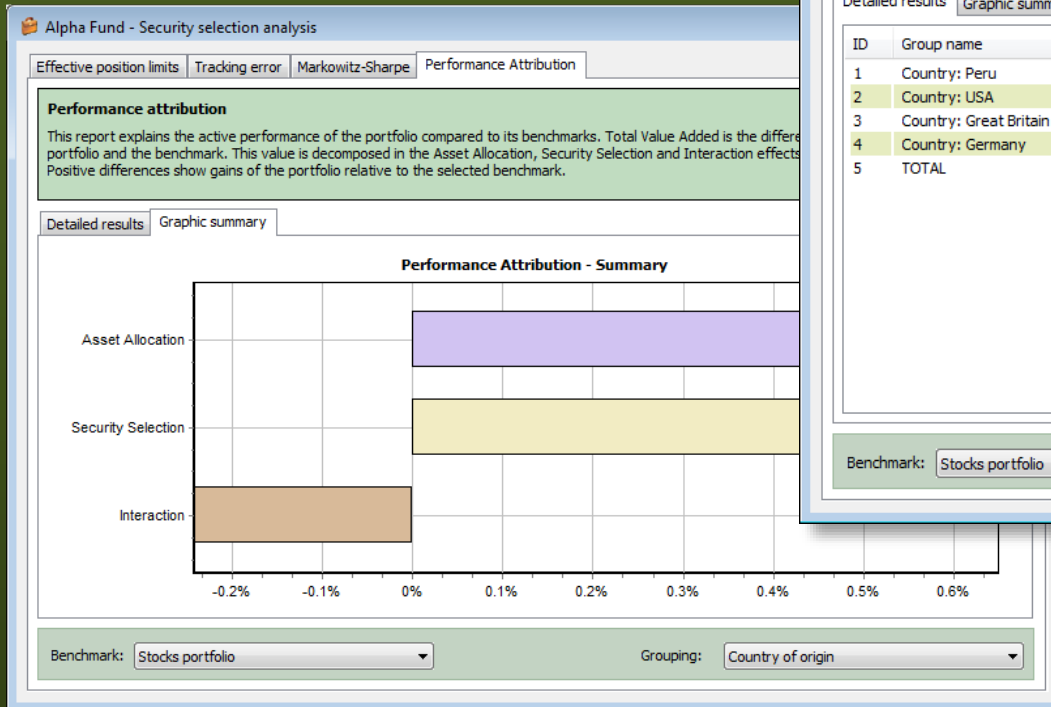 Alpha Fund - Security selection analysis
Effective position limits Tracking error Markowitz-Sharpe Performance Attribution
Performance attribution
This report explains the active performance of the portfolio compared to its benchmarks. Total Value Added is the
portfolio and the benchmark. This value is decomposed in the Asset Allocation, Security Selection and Interaction effects
Positive differences show gains of the portfolio relative to the selected benchmark.
Detailed results Graphic summary
Performance Attribution - Summary
Asset Allocation
Security Selection
Interaction
-0.2% -0.1% 0% 0.1% 0.2% 0.3% 0.4% 0.5% 0.6%
Benchmark: Stocks portfolio Grouping: Country of origin
Detailed results Graphic
ID Group name
1 Country: Peru
2 Country: USA
3 Country: Great Britain
4 Country: Germany
5 TOTAL
Benchmark: Stocks portfolio